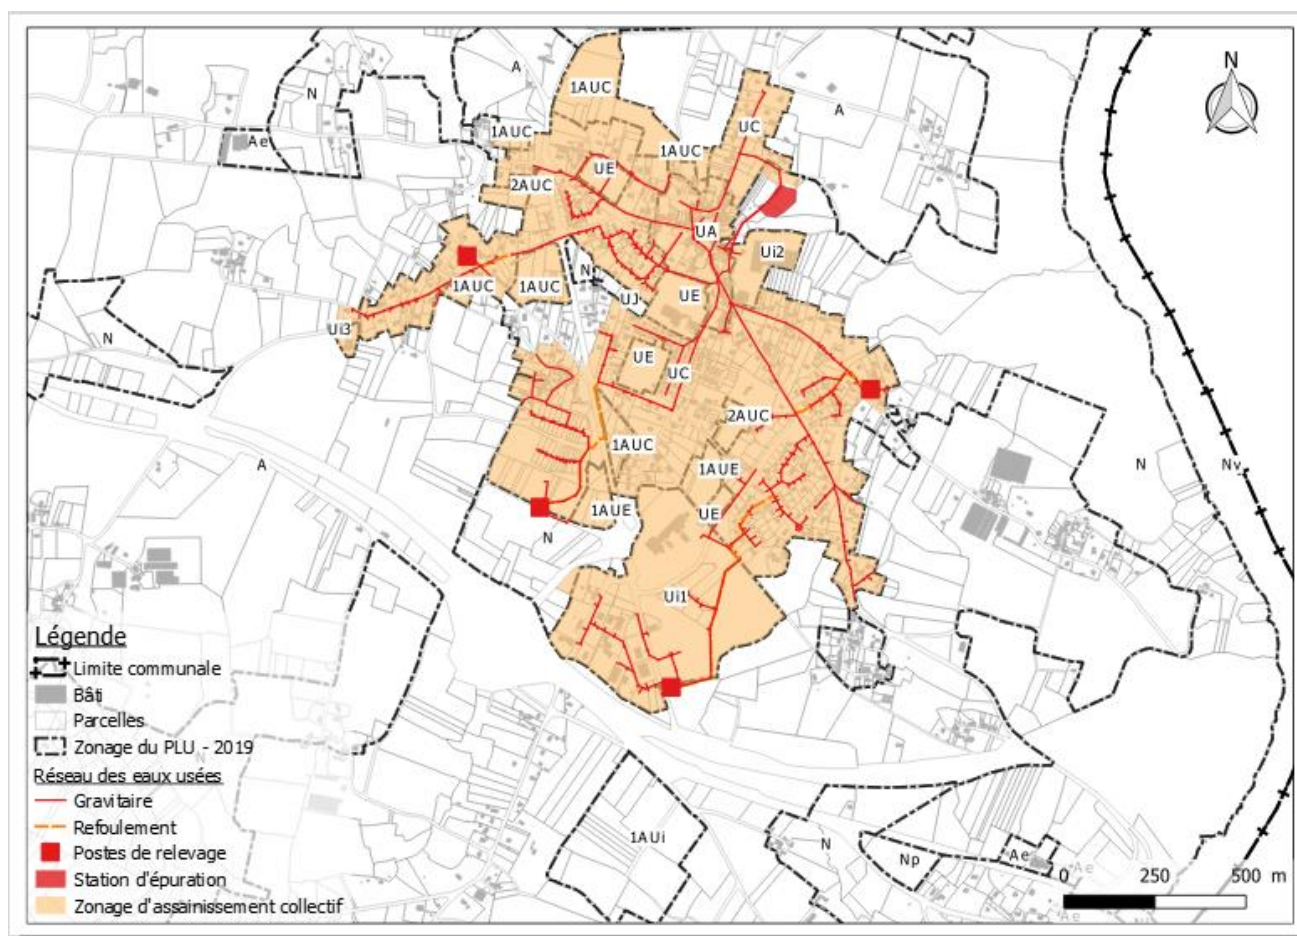 N
A
1AUC
N
A
UC
1AUC
Ae
1AUC
UE
2AUC
UA
Ui2
N
1AUC
1AUC
UJ
UE
Ui3
N
UE
UC
2AUC
1AUC
A
1AUE
N
Nv
1AUE
UE
N
Ui1
Légende
Limite communale
Bâti
Parcelles
Zonage du PLU - 2019
N
Réseau des eaux usées
Gravitaire
Refoulement
Postes de relevage
Station d'épuration
Zonage d'assainissement collectif
1AUi
N
Np
Ae
Ae
0 250 500 m
Ae